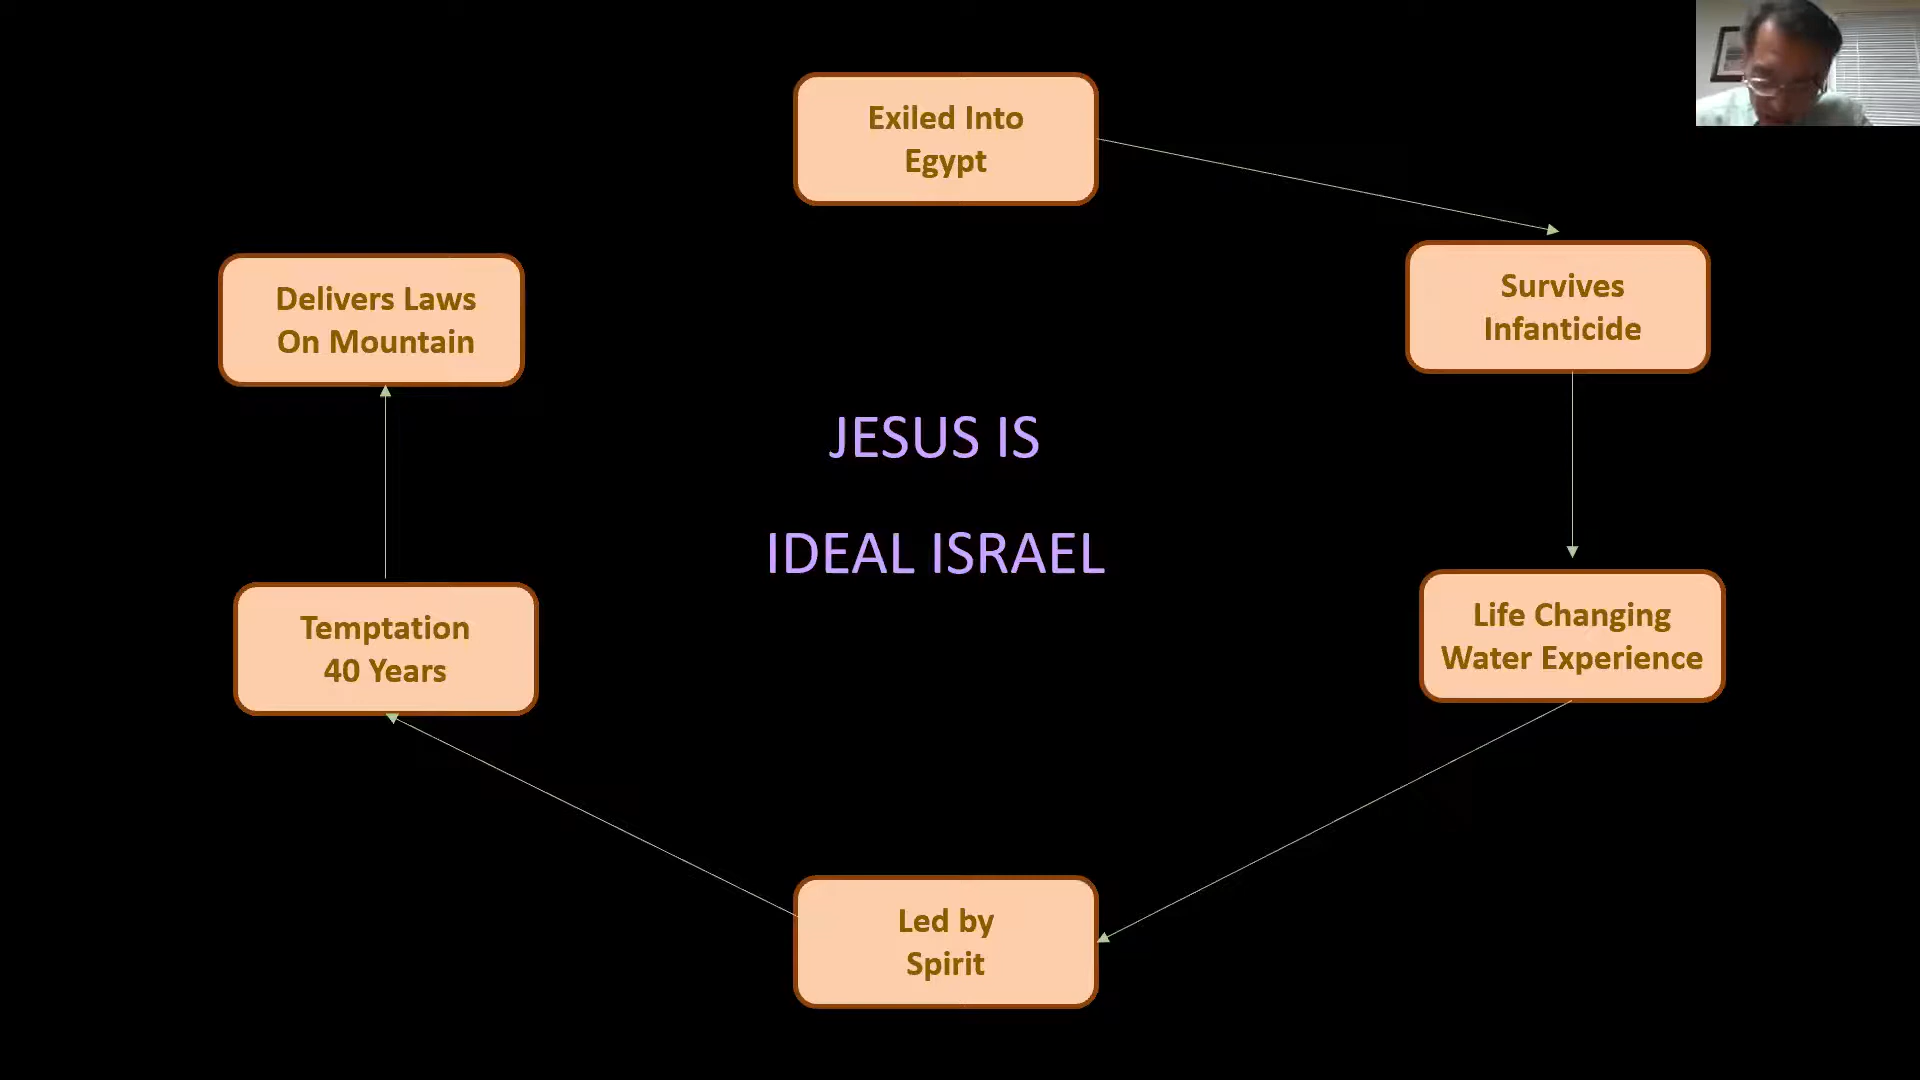 Exiled Into
Egypt
Survives
Infanticide
Life Changing
Water Experience
Led by
Spirit
Temptation
40 Years
Delivers Laws
On Mountain
JESUS IS
IDEAL ISRAEL